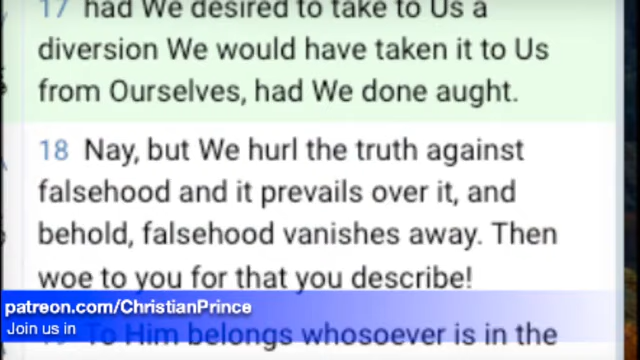 17 had We desired to take to Us a
diversion We would have taken it to Us
from Ourselves, had We done aught.
18 Nay, but We hurl the truth against
falsehood and it prevails over it, and
behold, falsehood vanishes away. Then
woe to you for that you describe!
patreon.com/ChristianPrince
Join us in
To Him belongs whosoever is in the